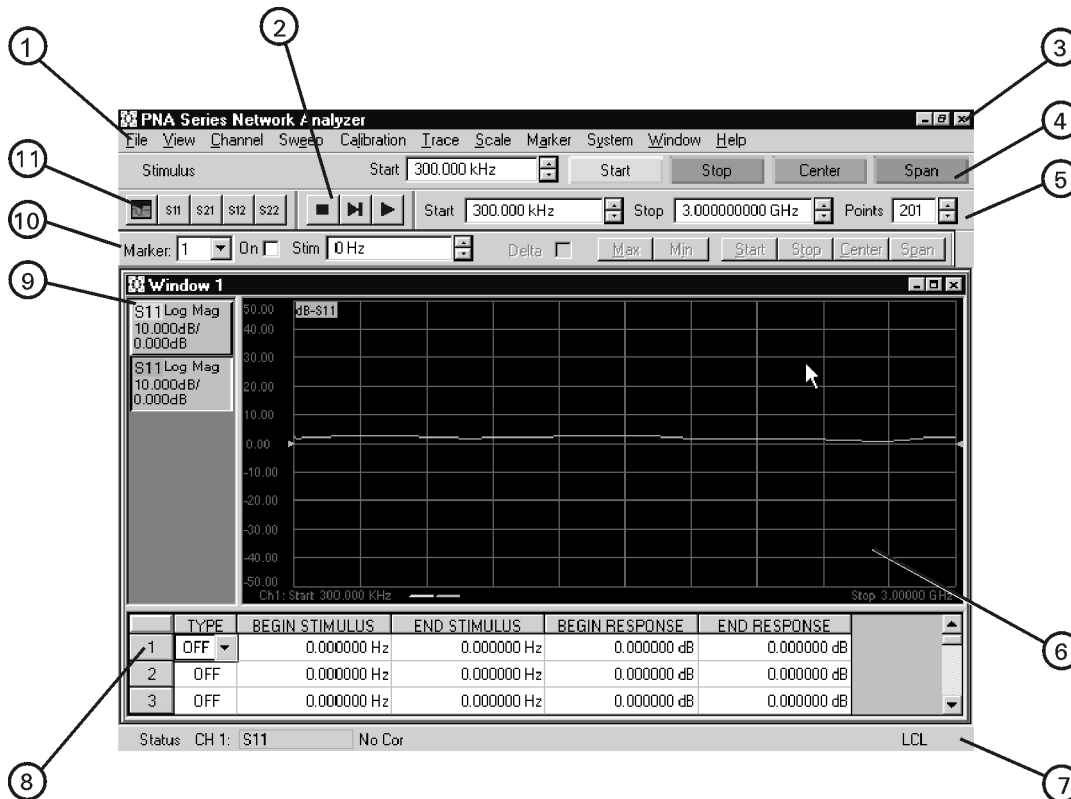 1
2
3
PNA Series Network Analyzer
File View Channel Sweep Calibration Trace Scale Marker System Window Help
4
11
Stimulus Start 300.000 kHz Start Stop Center Span
5
S11 S21 S12 S22 Start 300.000 kHz Stop 3.000000000 GHz Points 201
10
Marker: 1 On Stim 0 Hz Delta Max Min Start Stop Center Span
9
Window 1
S11 Log Mag
10.000dB/
0.000dB
S11 Log Mag
10.000dB/
0.000dB
50.00 dB-S11
40.00
30.00
20.00
10.00
0.00
-10.00
-20.00
-30.00
-40.00
-50.00
Ch1: Start 300.000 KHz Stop 3.00000 GHz
TYPE BEGIN STIMULUS END STIMULUS BEGIN RESPONSE END RESPONSE
1 OFF 0.000000 Hz 0.000000 Hz 0.000000 dB 0.000000 dB
2 OFF 0.000000 Hz 0.000000 Hz 0.000000 dB 0.000000 dB
3 OFF 0.000000 Hz 0.000000 Hz 0.000000 dB 0.000000 dB
6
Status CH 1: S11 No Cor LCL
8
7